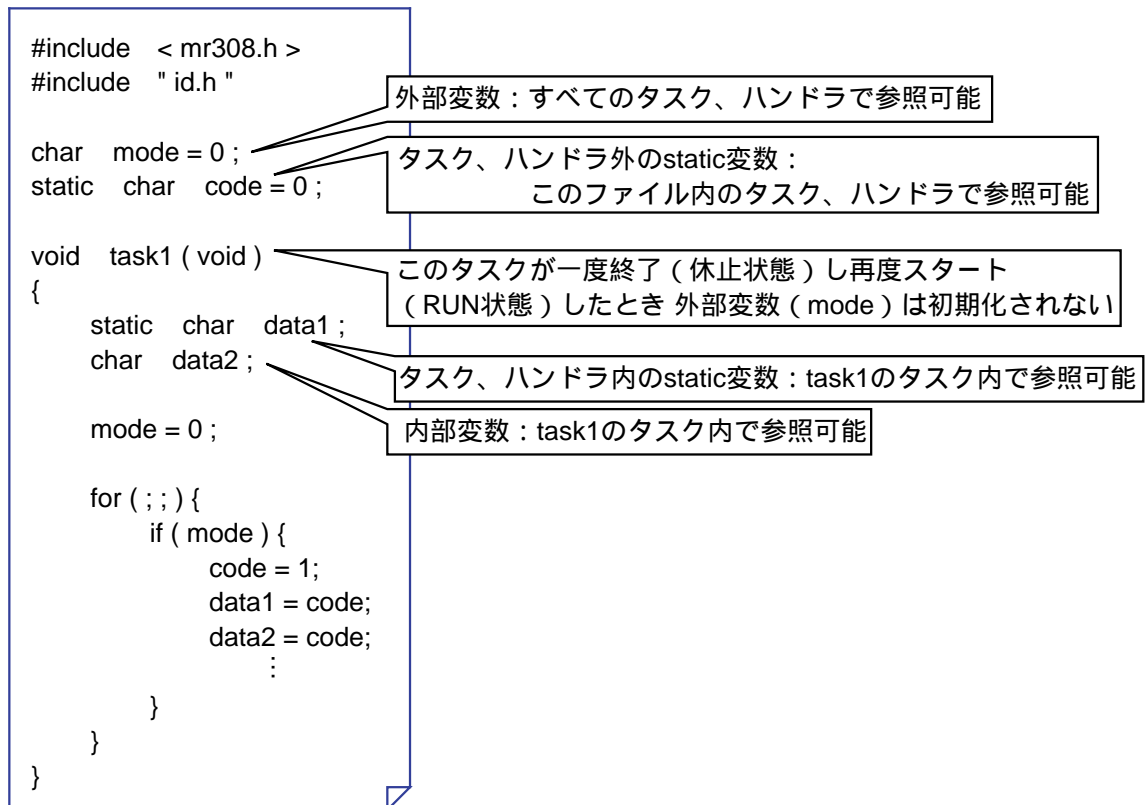 #include < mr308.h >
#include " id.h "
外部変数：すべてのタスク、ハンドラで参照可能
char mode = 0 ;
タスク、ハンドラ外のstatic変数：
static char code = 0 ;
このファイル内のタスク、ハンドラで参照可能
void task1 ( void )
このタスクが一度終了（休止状態）し再度スタート
{
（RUN状態）したとき 外部変数（mode）は初期化されない
static char data1 ;
char data2 ;
タスク、ハンドラ内のstatic変数：task1のタスク内で参照可能
mode = 0 ;
内部変数：task1のタスク内で参照可能
for ( ; ; ) {
if ( mode ) {
code = 1;
data1 = code;
data2 = code;
⋮
}
}
}